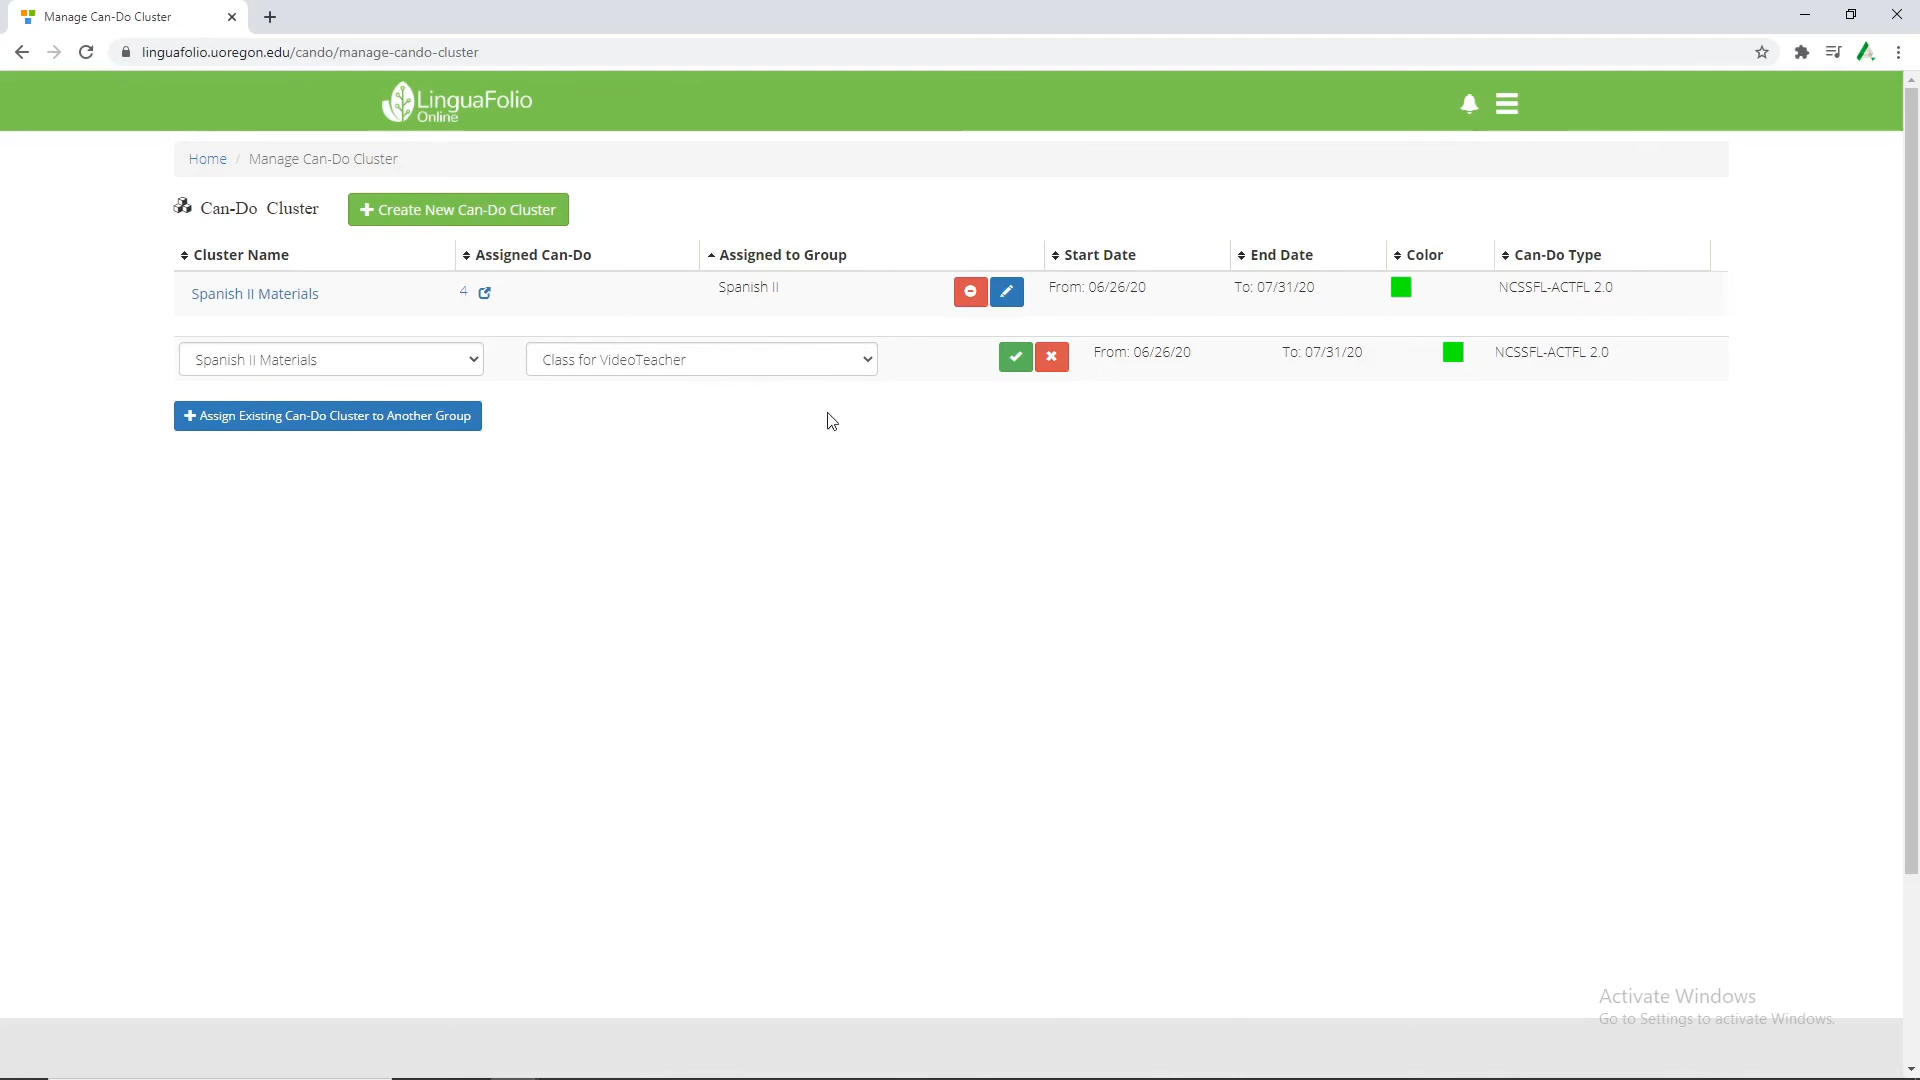 Manage Can-Do Cluster
linguafolio.uoregon.edu/cando/manage-cando-cluster
LinguaFolio
Online
Home / Manage Can-Do Cluster
Can-Do Cluster
Create New Can-Do Cluster
Cluster Name Assigned Can-Do Assigned to Group Start Date End Date Color Can-Do Type
Spanish II Materials 4 Spanish II From: 06/26/20 To: 07/31/20 NCSSFL-ACTFL 2.0
Spanish II Materials Class for VideoTeacher From: 06/26/20 To: 07/31/20 NCSSFL-ACTFL 2.0
Assign Existing Can-Do Cluster to Another Group
Activate Windows
Go to Settings to activate Windows.